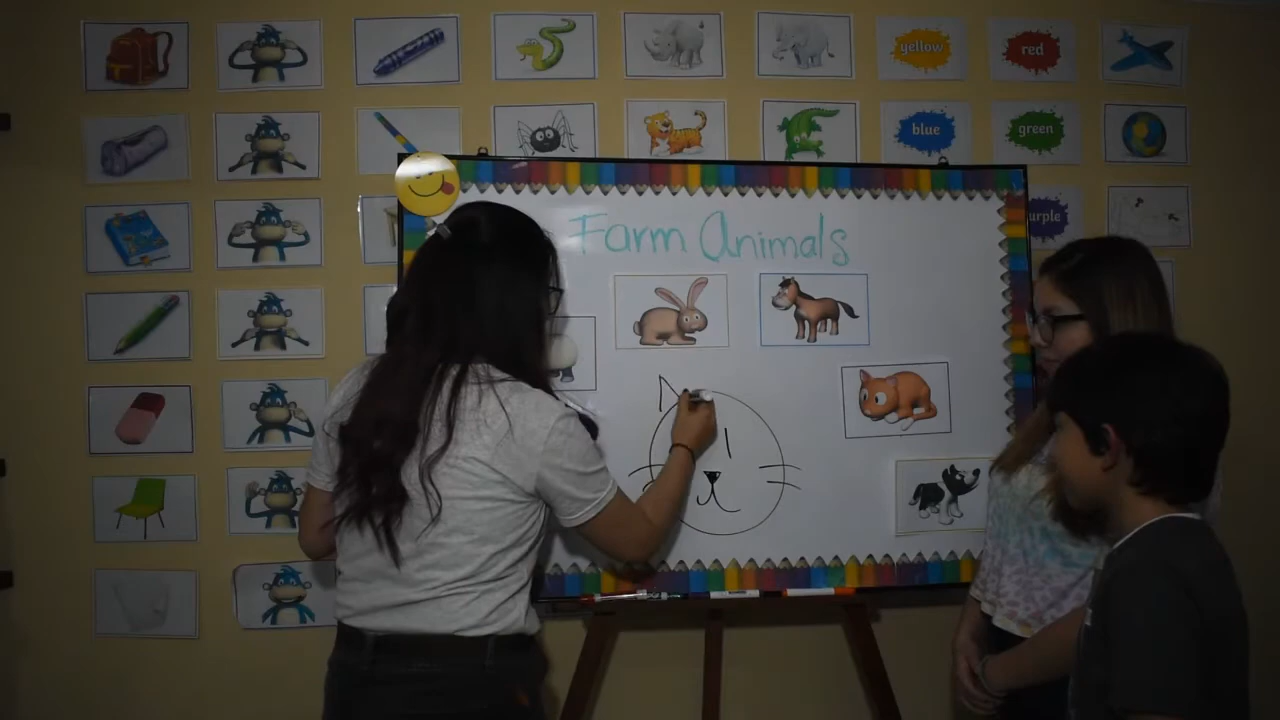 yellow
red
blue
green
urple
Farm Animals